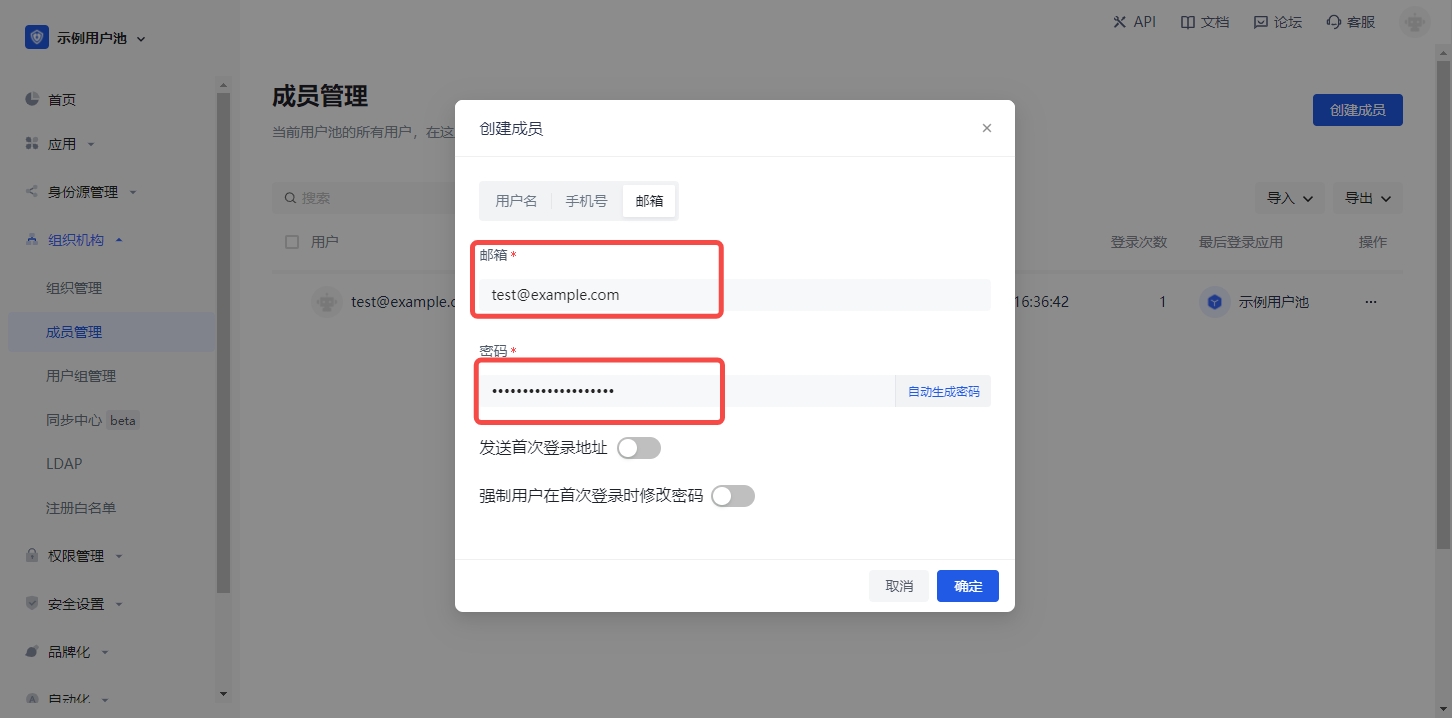 示例用户池
API 文档 论坛 客服
首页
应用
身份源管理
组织机构
组织管理
成员管理
用户组管理
同步中心 beta
LDAP
注册白名单
权限管理
安全设置
品牌化
自动化
成员管理
当前用户池的所有用户，在这
创建成员
搜索
导入 导出
用户 登录次数 最后登录应用 操作
test@example.c 16:36:42 1 示例用户池 ...
创建成员
用户名 手机号 邮箱
邮箱 *
test@example.com
密码 *
••••••••••••••••••••
自动生成密码
发送首次登录地址
强制用户在首次登录时修改密码
取消 确定